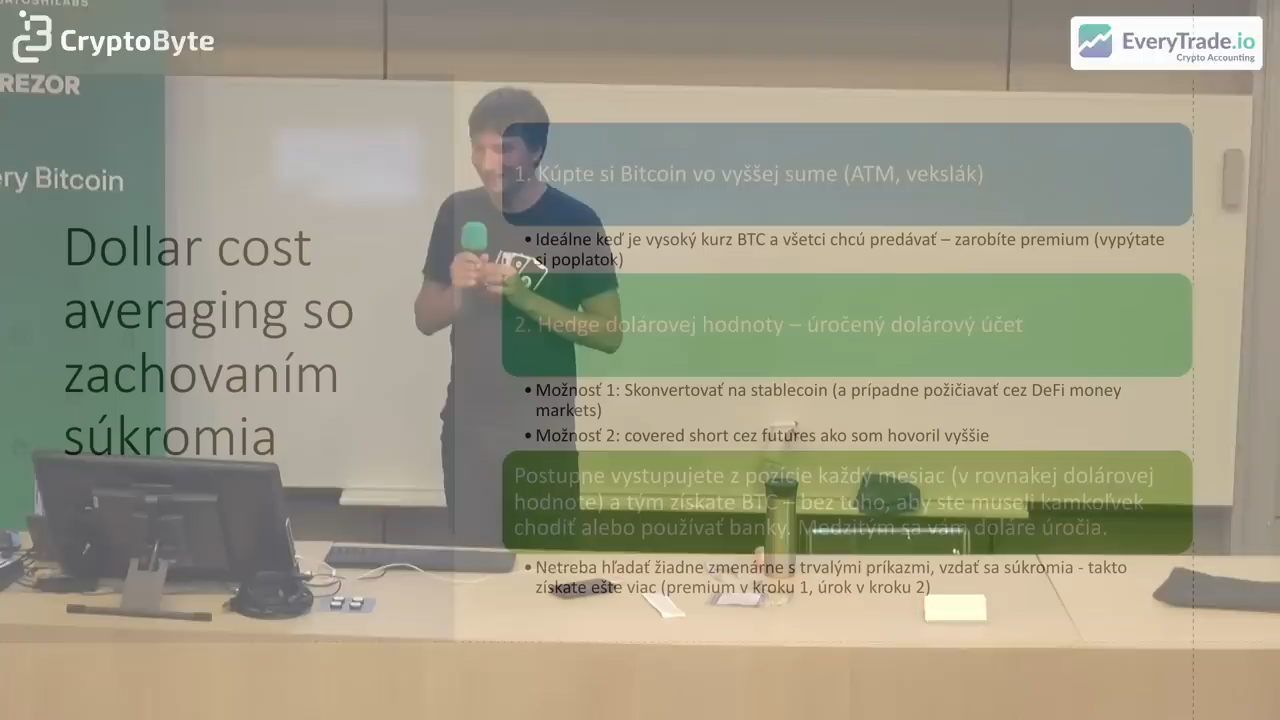 SATOSHILABS
CryptoByte
EveryTrade.io
Crypto Accounting
REZOR
ery Bitcoin
Dollar cost
averaging so
zachovaním
súkromia
1. Kúpte si Bitcoin vo vyššej sume (ATM, vekslák)
• Ideálne keď je vysoký kurz BTC a všetci chcú predávať – zarobíte premium (vypýtate
si poplatok)
2. Hedge dolárovej hodnoty – úročený dolárový účet
• Možnosť 1: Skonvertovať na stablecoin (a prípadne požičiavať cez DeFi money
markets)
• Možnosť 2: covered short cez futures ako som hovoril vyššie
Postupne vystupujete z pozície každý mesiac (v rovnakej dolárovej
hodnote) a tým získate BTC – bez toho, aby ste museli kamkoľvek
chodiť alebo používať banky. Medzitým sa vám doláre úročia.
• Netreba hľadať žiadne zmenárne s trvalými príkazmi, vzdať sa súkromia - takto
získate ešte viac (premium v kroku 1, úrok v kroku 2)